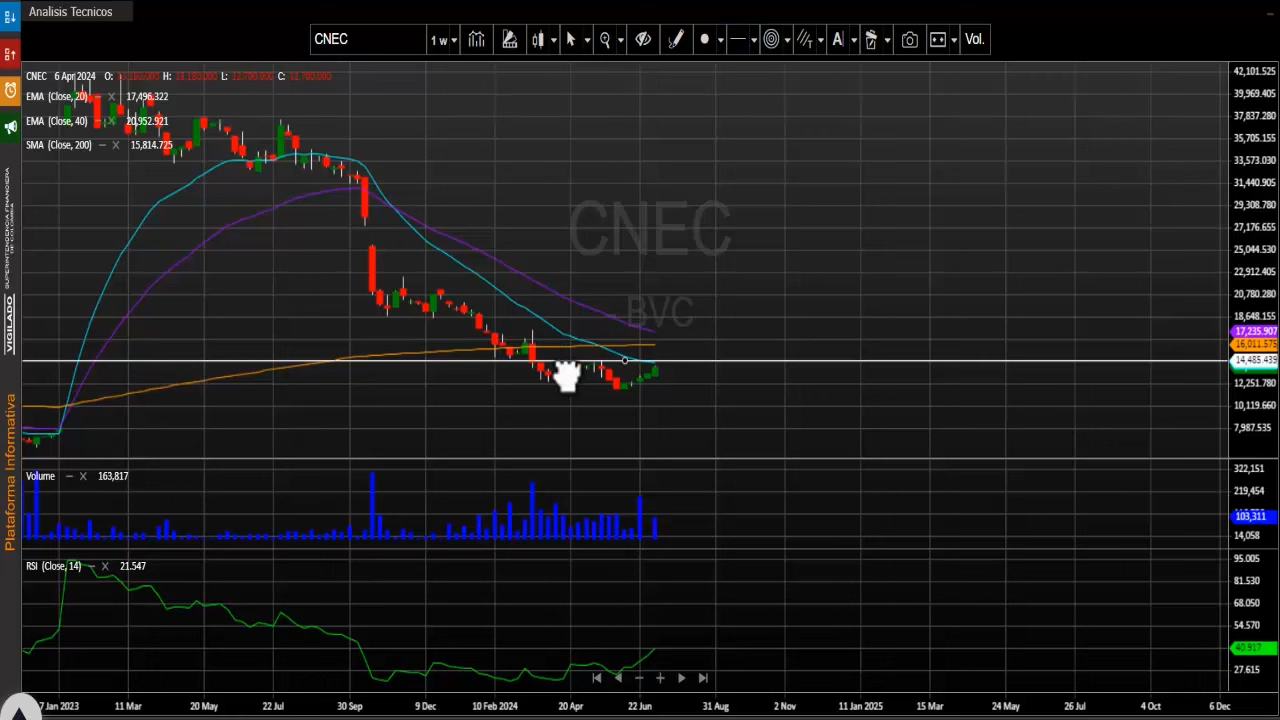 Analisis Tecnicos
CNEC
1 w
A
Vol.
CNEC 6 Apr 2024 O: H: L: C:
EMA (Close, 20) – X 17,496.322
EMA (Close, 40) – X 20,952.921
SMA (Close, 200) – X 15,814.725
CNEC
- BVC
42,101.525
39,969.405
37,837.280
35,705.155
33,573.030
31,440.905
29,308.780
27,176.655
25,044.530
22,912.405
20,780.280
18,648.155
17,235.907
16,011.575
14,485.439
12,251.780
10,119.660
7,987.535
Volume – X 163,817
322,151
219,454
103,311
14,058
RSI (Close, 14) – X 21.547
95.005
81.530
68.050
54.570
40.917
27.615
7 Jan 2023
11 Mar
20 May
22 Jul
30 Sep
9 Dec
10 Feb 2024
20 Apr
22 Jun
31 Aug
2 Nov
11 Jan 2025
15 Mar
24 May
26 Jul
4 Oct
6 Dec
VIGILADO SUPERINTENDENCIA FINANCIERA
DE COLOMBIA
Plataforma Informativa